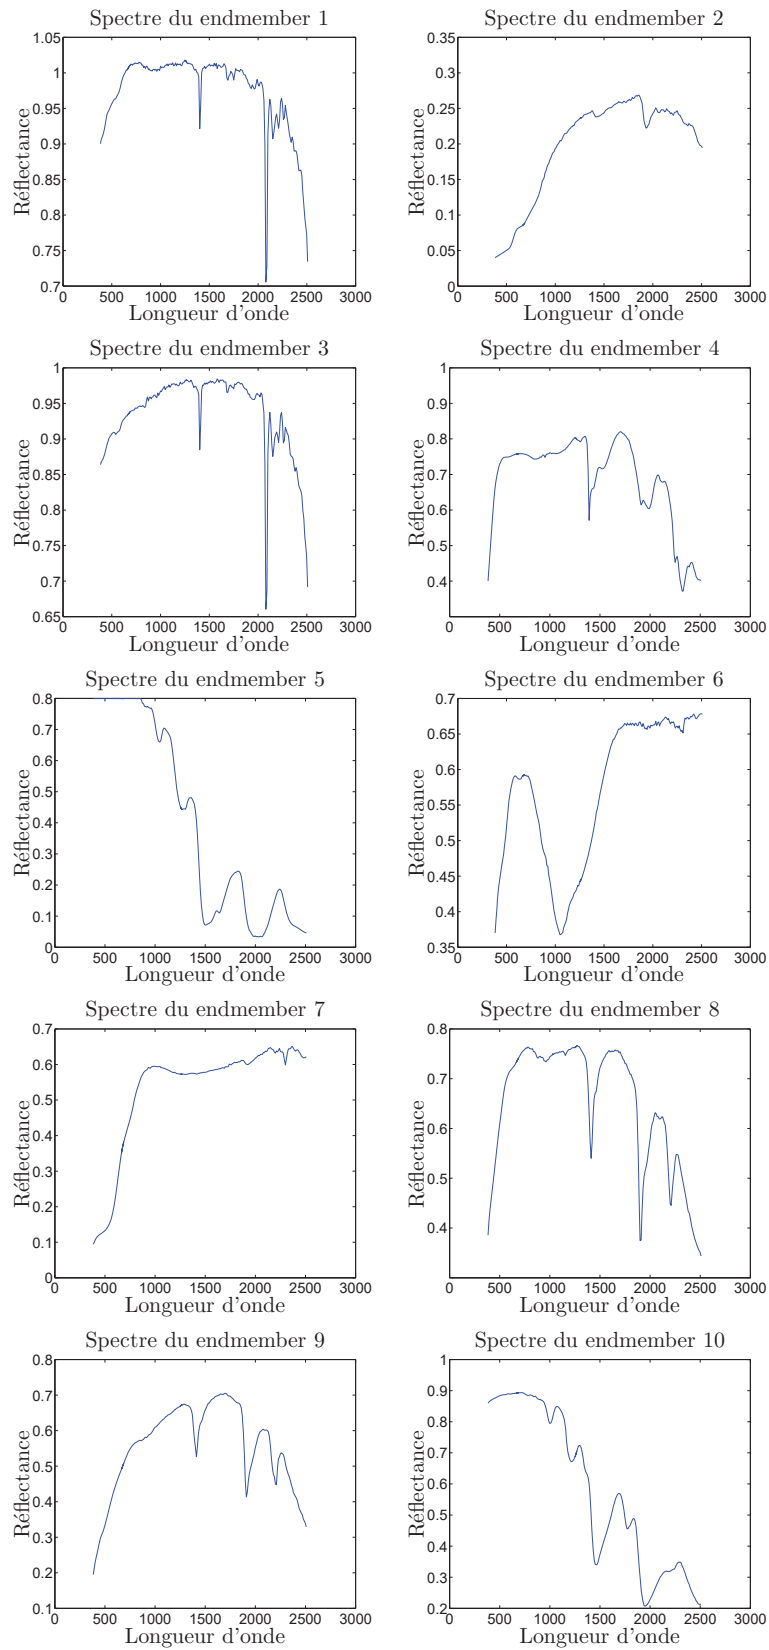 Spectre du endmember 1
Réflectance
1.05
1
0.95
0.9
0.85
0.8
0.75
0.7
0 500 1000 1500 2000 2500 3000
Longueur d'onde
Spectre du endmember 2
Réflectance
0.35
0.3
0.25
0.2
0.15
0.1
0.05
0
0 500 1000 1500 2000 2500 3000
Longueur d'onde
Spectre du endmember 3
Réflectance
1
0.95
0.9
0.85
0.8
0.75
0.7
0.65
0 500 1000 1500 2000 2500 3000
Longueur d'onde
Spectre du endmember 4
Réflectance
1
0.9
0.8
0.7
0.6
0.5
0.4
0 500 1000 1500 2000 2500 3000
Longueur d'onde
Spectre du endmember 5
Réflectance
0.8
0.7
0.6
0.5
0.4
0.3
0.2
0.1
0
0 500 1000 1500 2000 2500 3000
Longueur d'onde
Spectre du endmember 6
Réflectance
0.7
0.65
0.6
0.55
0.5
0.45
0.4
0.35
0 500 1000 1500 2000 2500 3000
Longueur d'onde
Spectre du endmember 7
Réflectance
0.7
0.6
0.5
0.4
0.3
0.2
0.1
0
0 500 1000 1500 2000 2500 3000
Longueur d'onde
Spectre du endmember 8
Réflectance
0.8
0.7
0.6
0.5
0.4
0 500 1000 1500 2000 2500 3000
Longueur d'onde
Spectre du endmember 9
Réflectance
0.8
0.7
0.6
0.5
0.4
0.3
0.2
0.1
0 500 1000 1500 2000 2500 3000
Longueur d'onde
Spectre du endmember 10
Réflectance
1
0.9
0.8
0.7
0.6
0.5
0.4
0.3
0.2
0 500 1000 1500 2000 2500 3000
Longueur d'onde